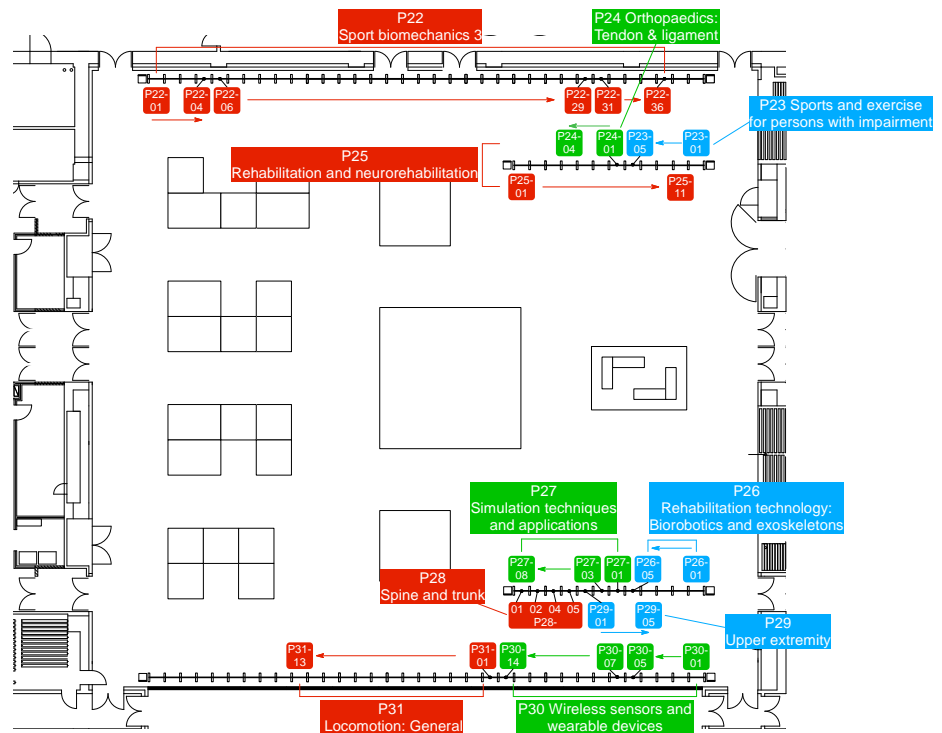 P22
Sport biomechanics 3
P24 Orthopaedics:
Tendon & ligament
P22-
01
P22-
04
P22-
06
P22-
29
P22-
31
P22-
36
P23 Sports and exercise
for persons with impairment
P24-
04
P24-
01
P23-
05
P23-
01
P25
Rehabilitation and neurorehabilitation
P25-
01
P25-
11
P27
Simulation techniques
and applications
P26
Rehabilitation technology:
Biorobotics and exoskeletons
P27-
08
P27-
03
P27-
01
P26-
05
P26-
01
P28
Spine and trunk
01 02 04 05
P28-
P29-
01
P29-
05
P29
Upper extremity
P31-
13
P31-
01
P30-
14
P30-
07
P30-
05
P30-
01
P31
Locomotion: General
P30 Wireless sensors and
wearable devices